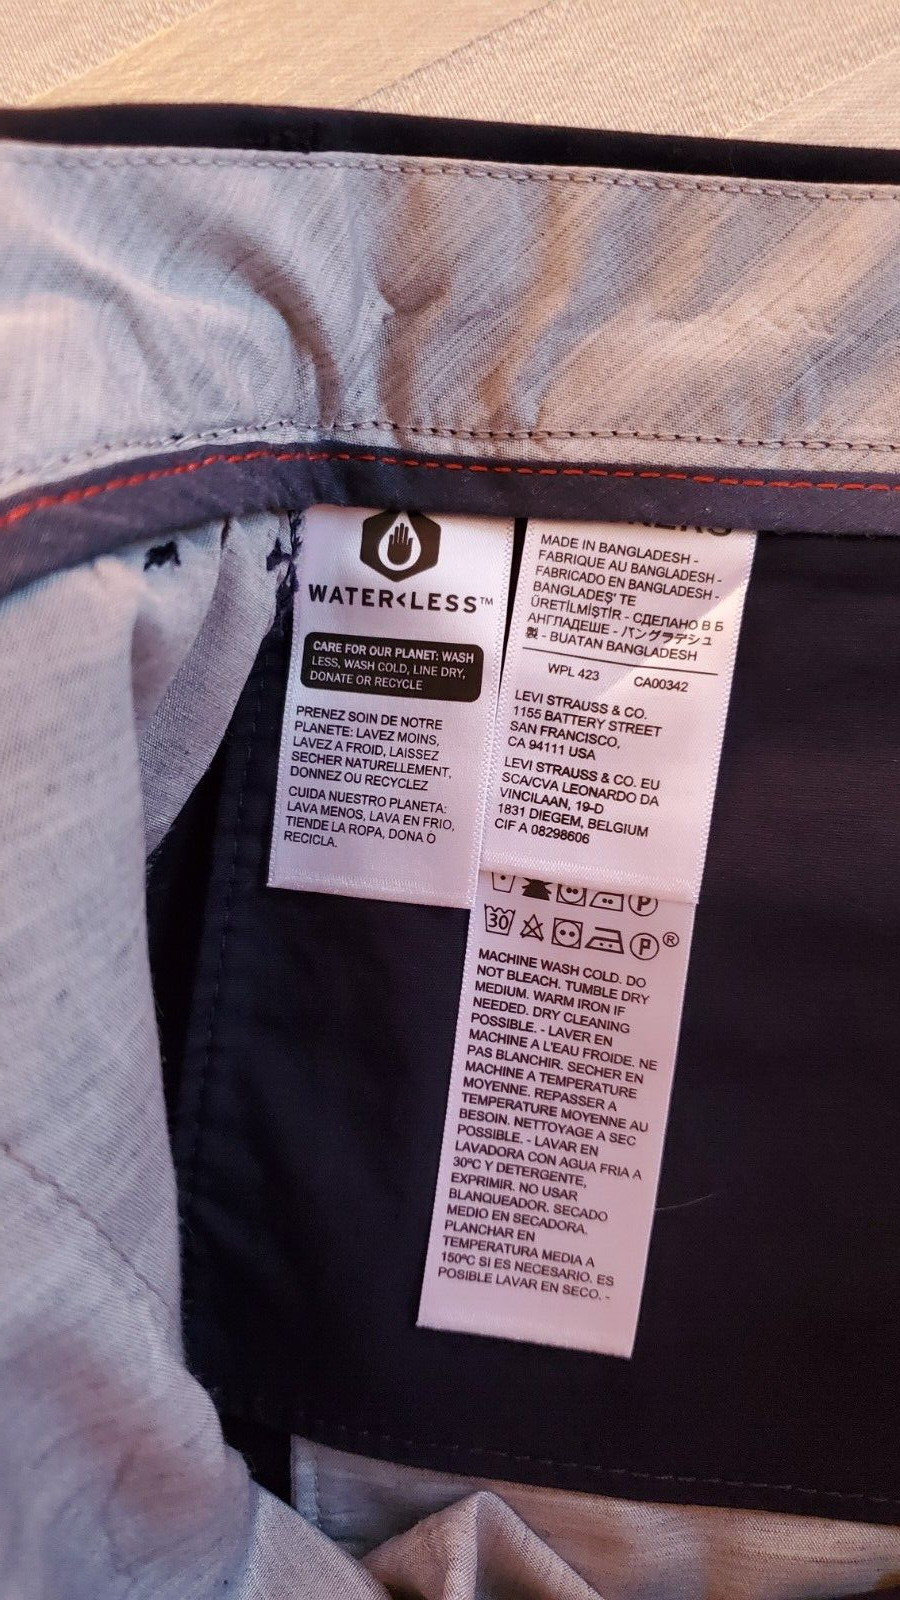 WATER<LESS™
CARE FOR OUR PLANET: WASH
LESS, WASH COLD, LINE DRY,
DONATE OR RECYCLE
PRENEZ SOIN DE NOTRE
PLANETE: LAVEZ MOINS,
LAVEZ A FROID, LAISSEZ
SECHER NATURELLEMENT,
DONNEZ OU RECYCLEZ
CUIDA NUESTRO PLANETA:
LAVA MENOS, LAVA EN FRIO,
TIENDE LA ROPA, DONA O
RECICLA.
MADE IN BANGLADESH -
FABRIQUE AU BANGLADESH -
FABRICADO EN BANGLADESH -
BANGLADEŞ' TE
ÜRETİLMİSTİR - СДЕЛАНО В Б
АНГЛАДЕШЕ - バングラデシュ
製 - BUATAN BANGLADESH
WPL 423 CA00342
LEVI STRAUSS & CO.
1155 BATTERY STREET
SAN FRANCISCO,
CA 94111 USA
LEVI STRAUSS & CO. EU
SCA/CVA LEONARDO DA
VINCILAAN, 19-D
1831 DIEGEM, BELGIUM
CIF A 08298606
P
30 P ®
MACHINE WASH COLD. DO
NOT BLEACH. TUMBLE DRY
MEDIUM. WARM IRON IF
NEEDED. DRY CLEANING
POSSIBLE. - LAVER EN
MACHINE A L'EAU FROIDE. NE
PAS BLANCHIR. SECHER EN
MACHINE A TEMPERATURE
MOYENNE. REPASSER A
TEMPERATURE MOYENNE AU
BESOIN. NETTOYAGE A SEC
POSSIBLE. - LAVAR EN
LAVADORA CON AGUA FRIA A
30ºC Y DETERGENTE,
EXPRIMIR. NO USAR
BLANQUEADOR. SECADO
MEDIO EN SECADORA.
PLANCHAR EN
TEMPERATURA MEDIA A
150ºC SI ES NECESARIO. ES
POSIBLE LAVAR EN SECO. -